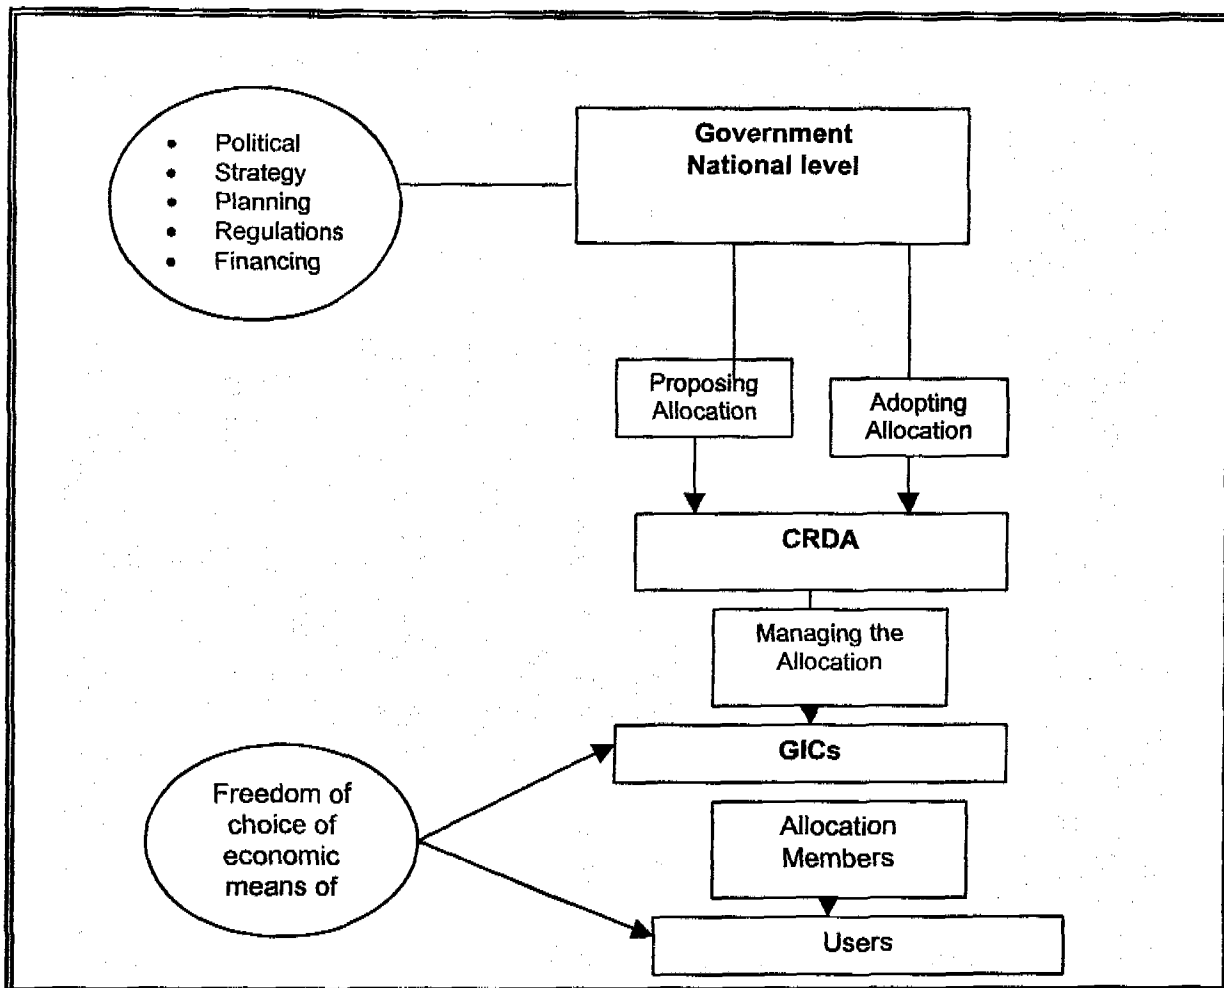 • Political
• Strategy
• Planning
• Regulations
• Financing
Government
National level
Proposing
Allocation
Adopting
Allocation
CRDA
Managing the
Allocation
GICs
Freedom of
choice of
economic
means of
Allocation
Members
Users